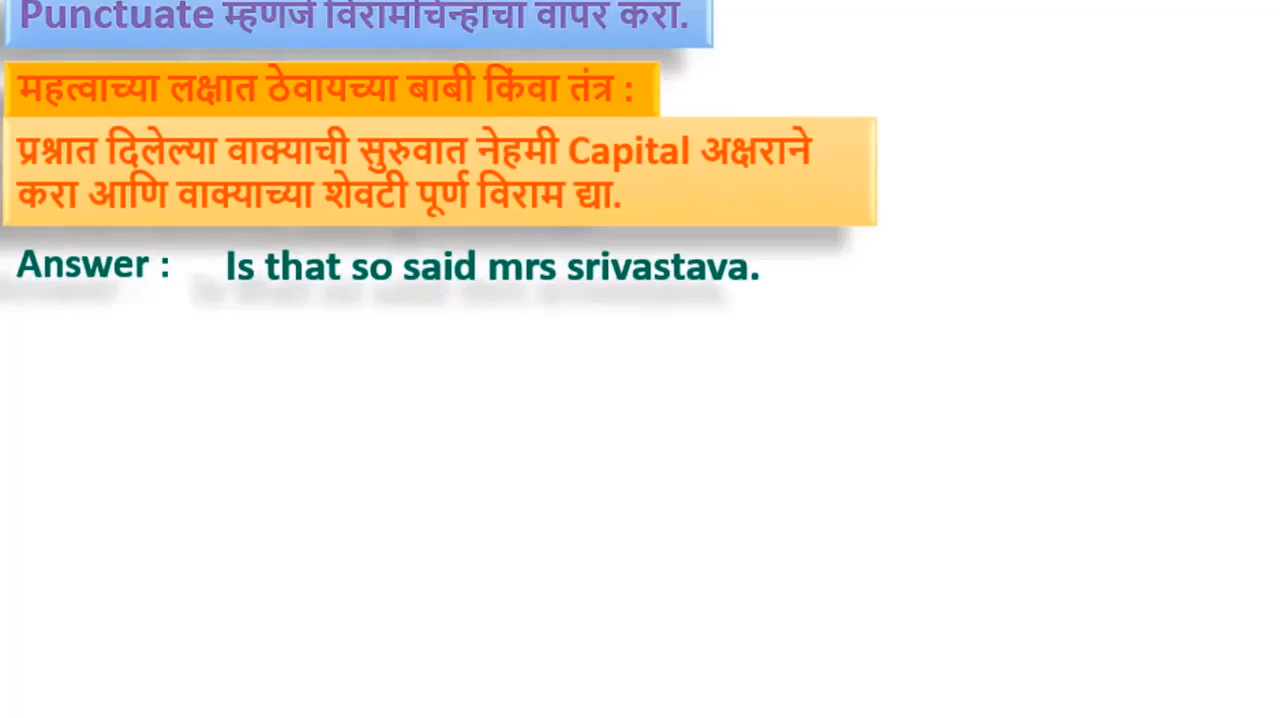 Punctuate म्हणजे विरामचिन्हाचा वापर करा.
महत्वाच्या लक्षात ठेवायच्या बाबी किंवा तंत्र :
प्रश्नात दिलेल्या वाक्याची सुरुवात नेहमी Capital अक्षराने
करा आणि वाक्याच्या शेवटी पूर्ण विराम द्या.
Answer : Is that so said mrs srivastava.